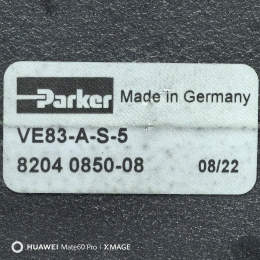 Parker Made in Germany
VE83-A-S-5
8204 0850-08 08/22
HUAWEI Mate60 Pro | XMAGE